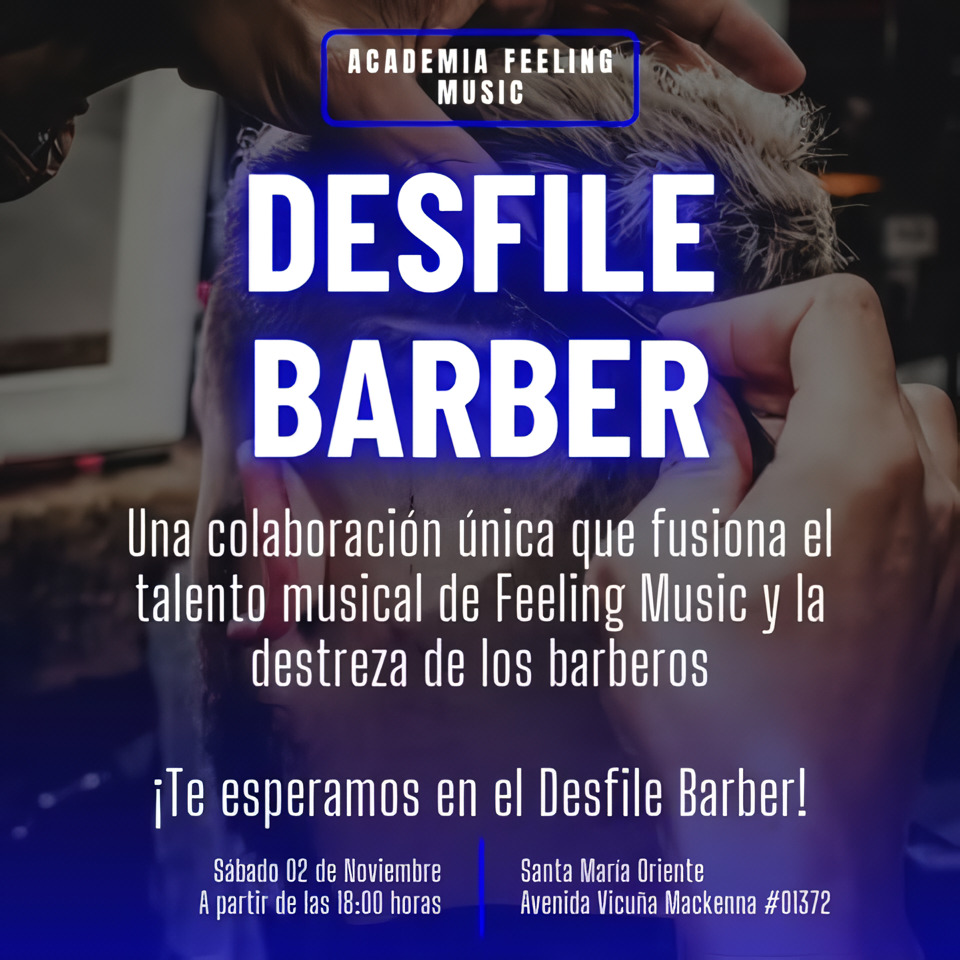 ACADEMIA FEELING
MUSIC
DESFILE
BARBER
Una colaboración única que fusiona el
talento musical de Feeling Music y la
destreza de los barberos
¡Te esperamos en el Desfile Barber!
Sábado 02 de Noviembre
A partir de las 18:00 horas
Santa María Oriente
Avenida Vicuña Mackenna #01372